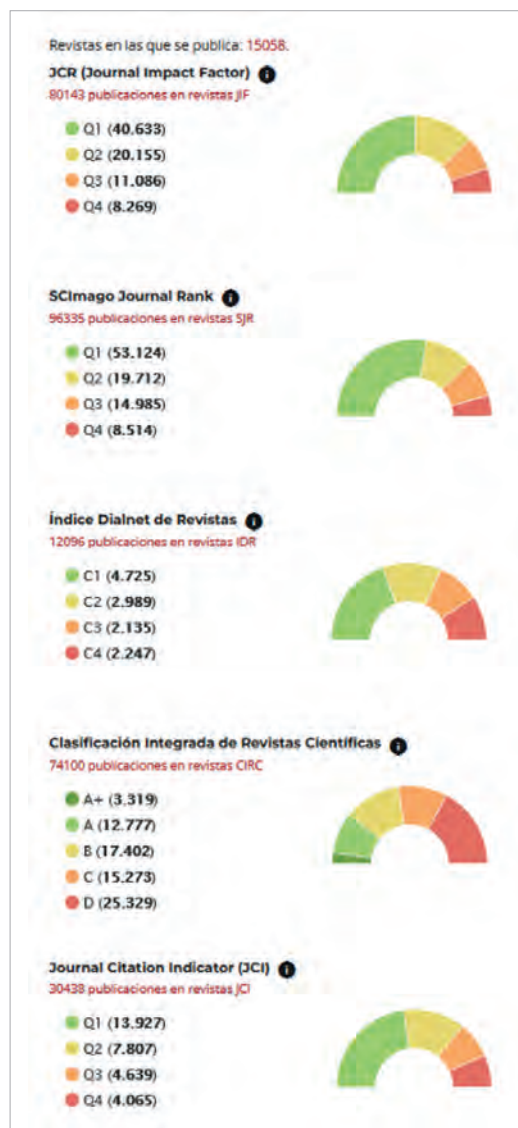 Revistas en las que se publica: 15058.
JCR (Journal Impact Factor) i
80143 publicaciones en revistas JIF
Q1 (40.633)
Q2 (20.155)
Q3 (11.086)
Q4 (8.269)
SCImago Journal Rank i
96335 publicaciones en revistas SJR
Q1 (53.124)
Q2 (19.712)
Q3 (14.985)
Q4 (8.514)
Índice Dialnet de Revistas i
12096 publicaciones en revistas IDR
C1 (4.725)
C2 (2.989)
C3 (2.135)
C4 (2.247)
Clasificación Integrada de Revistas Científicas i
74100 publicaciones en revistas CIRC
A+ (3.319)
A (12.777)
B (17.402)
C (15.273)
D (25.329)
Journal Citation Indicator (JCI) i
30438 publicaciones en revistas JCI
Q1 (13.927)
Q2 (7.807)
Q3 (4.639)
Q4 (4.065)